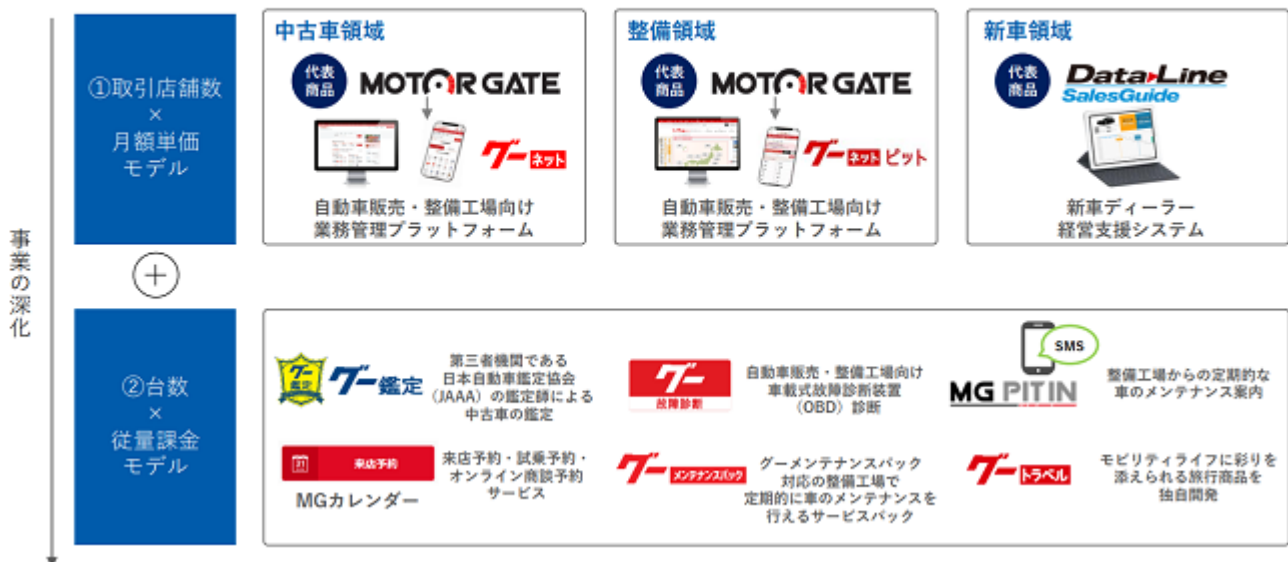 事業の深化
①取引店舗数
×
月額単価
モデル
中古車領域
代表
商品
MOTOR GATE
グーネット
自動車販売・整備工場向け
業務管理プラットフォーム
整備領域
代表
商品
MOTOR GATE
グーネットピット
自動車販売・整備工場向け
業務管理プラットフォーム
新車領域
代表
商品
Data Line
SalesGuide
新車ディーラー
経営支援システム
②台数
×
従量課金
モデル
グー
鑑定
グー鑑定
第三者機関である
日本自動車鑑定協会
(JAAA)の鑑定師による
中古車の鑑定
グー
故障診断
自動車販売・整備工場向け
車載式故障診断装置
(OBD)診断
SMS
MG PITIN
整備工場からの定期的な
車のメンテナンス案内
21
来店予約
MGカレンダー
来店予約・試乗予約・
オンライン商談予約
サービス
グーメンテナンスパック
グーメンテナンスパック
対応の整備工場で
定期的に車のメンテナンスを
行えるサービスパック
グートラベル
モビリティライフに彩りを
添えられる旅行商品を
独自開発